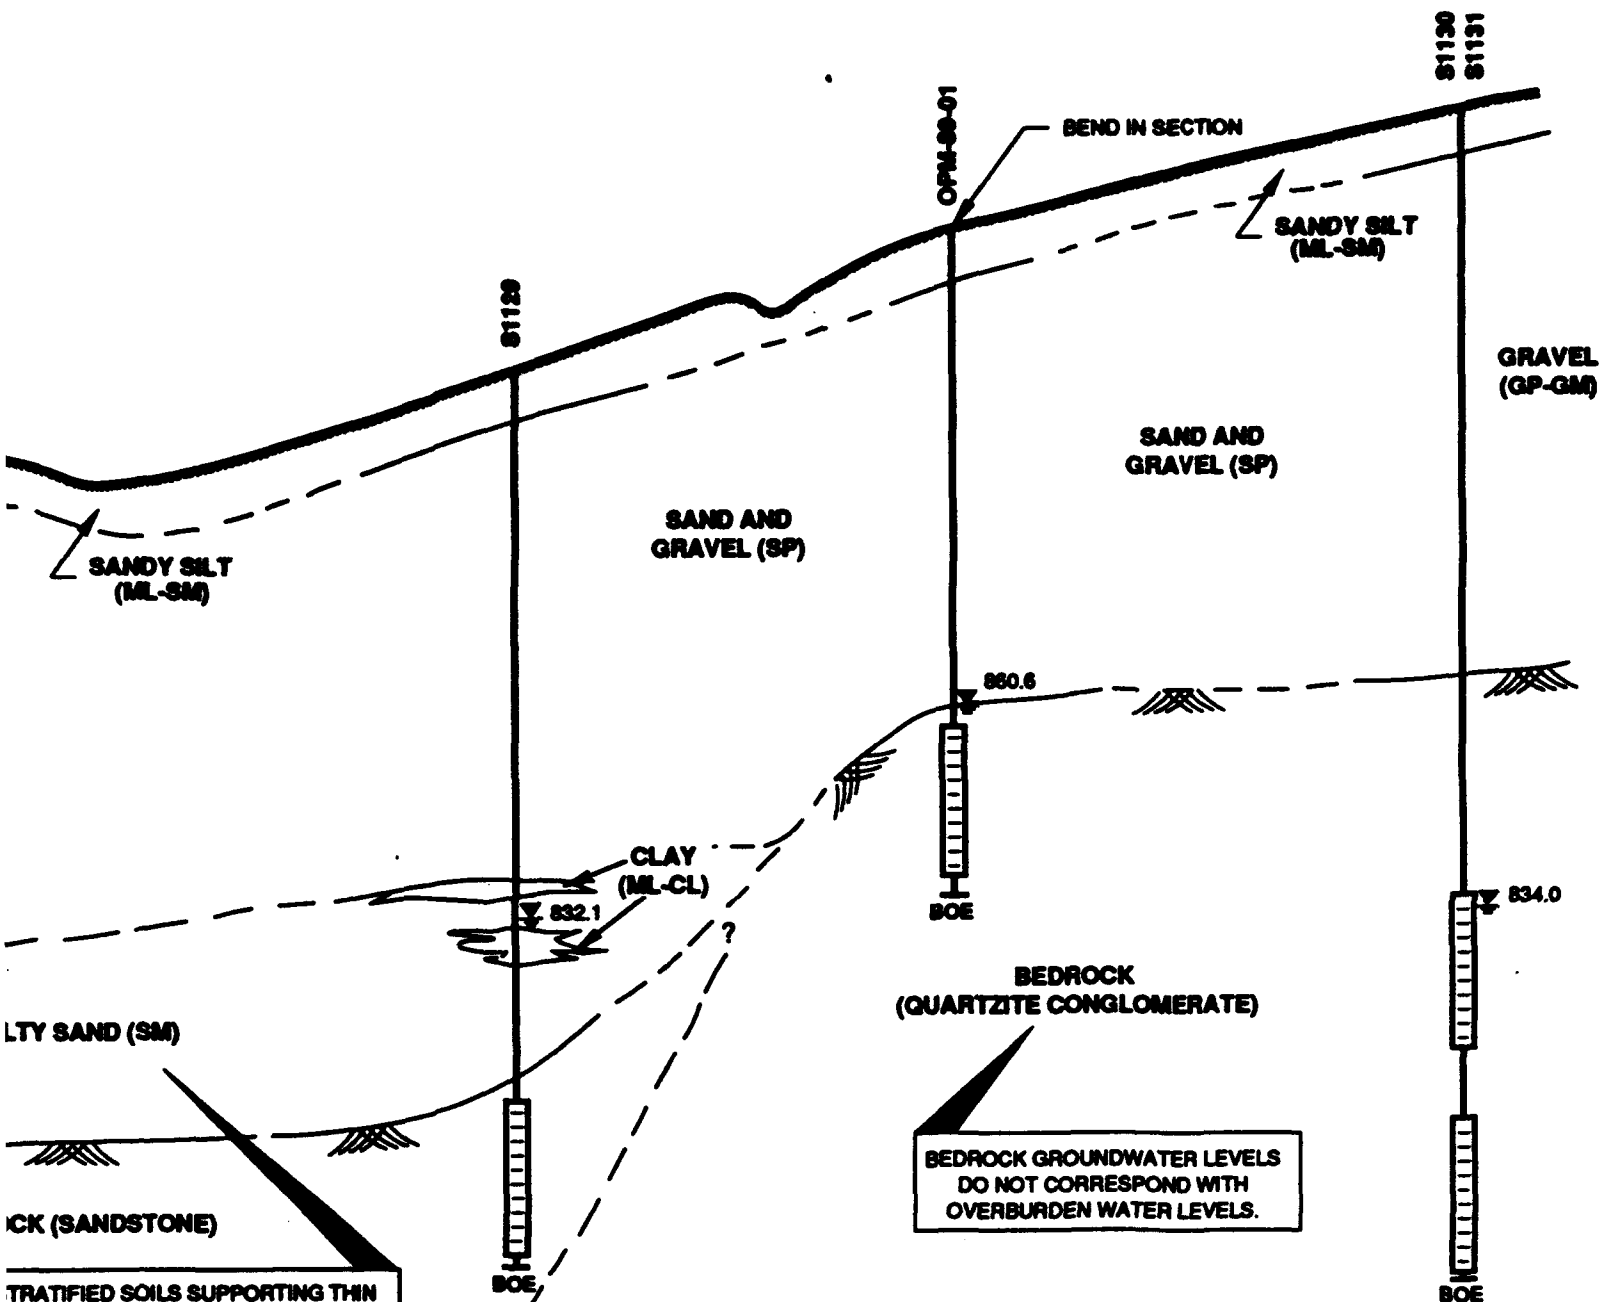 S1130
S1131
OPM-89-01
BEND IN SECTION
SANDY SILT
(ML-SM)
S1129
GRAVEL
(GP-GM)
SAND AND
GRAVEL (SP)
SAND AND
GRAVEL (SP)
SANDY SILT
(ML-SM)
860.6
CLAY
(ML-CL)
832.1
BOE
834.0
?
BEDROCK
(QUARTZITE CONGLOMERATE)
LTY SAND (SM)
BEDROCK GROUNDWATER LEVELS
DO NOT CORRESPOND WITH
OVERBURDEN WATER LEVELS.
CK (SANDSTONE)
BOE
BOE
TRATIFIED SOILS SUPPORTING THIN